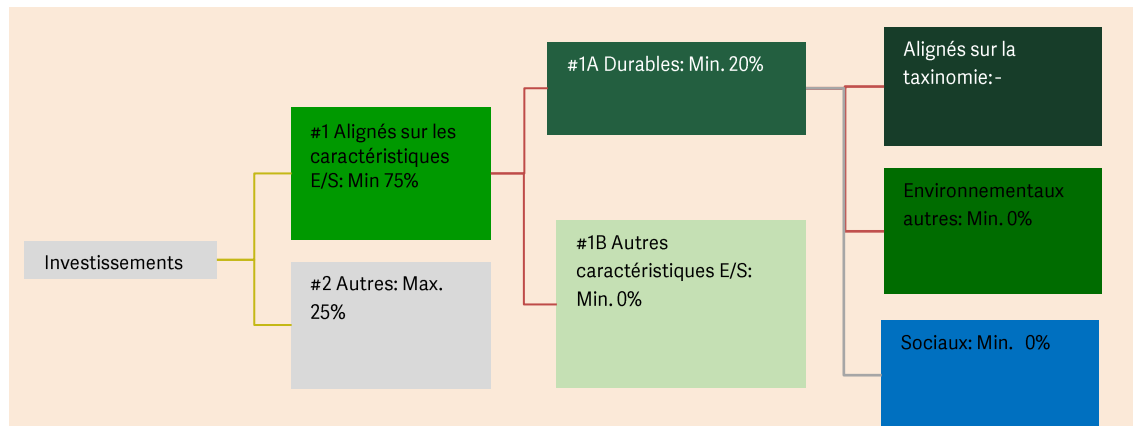 Investissements
#1 Alignés sur les
caractéristiques
E/S: Min 75%
#2 Autres: Max.
25%
#1A Durables: Min. 20%
#1B Autres
caractéristiques E/S:
Min. 0%
Alignés sur la
taxinomie:-
Environnementaux
autres: Min. 0%
Sociaux: Min. 0%